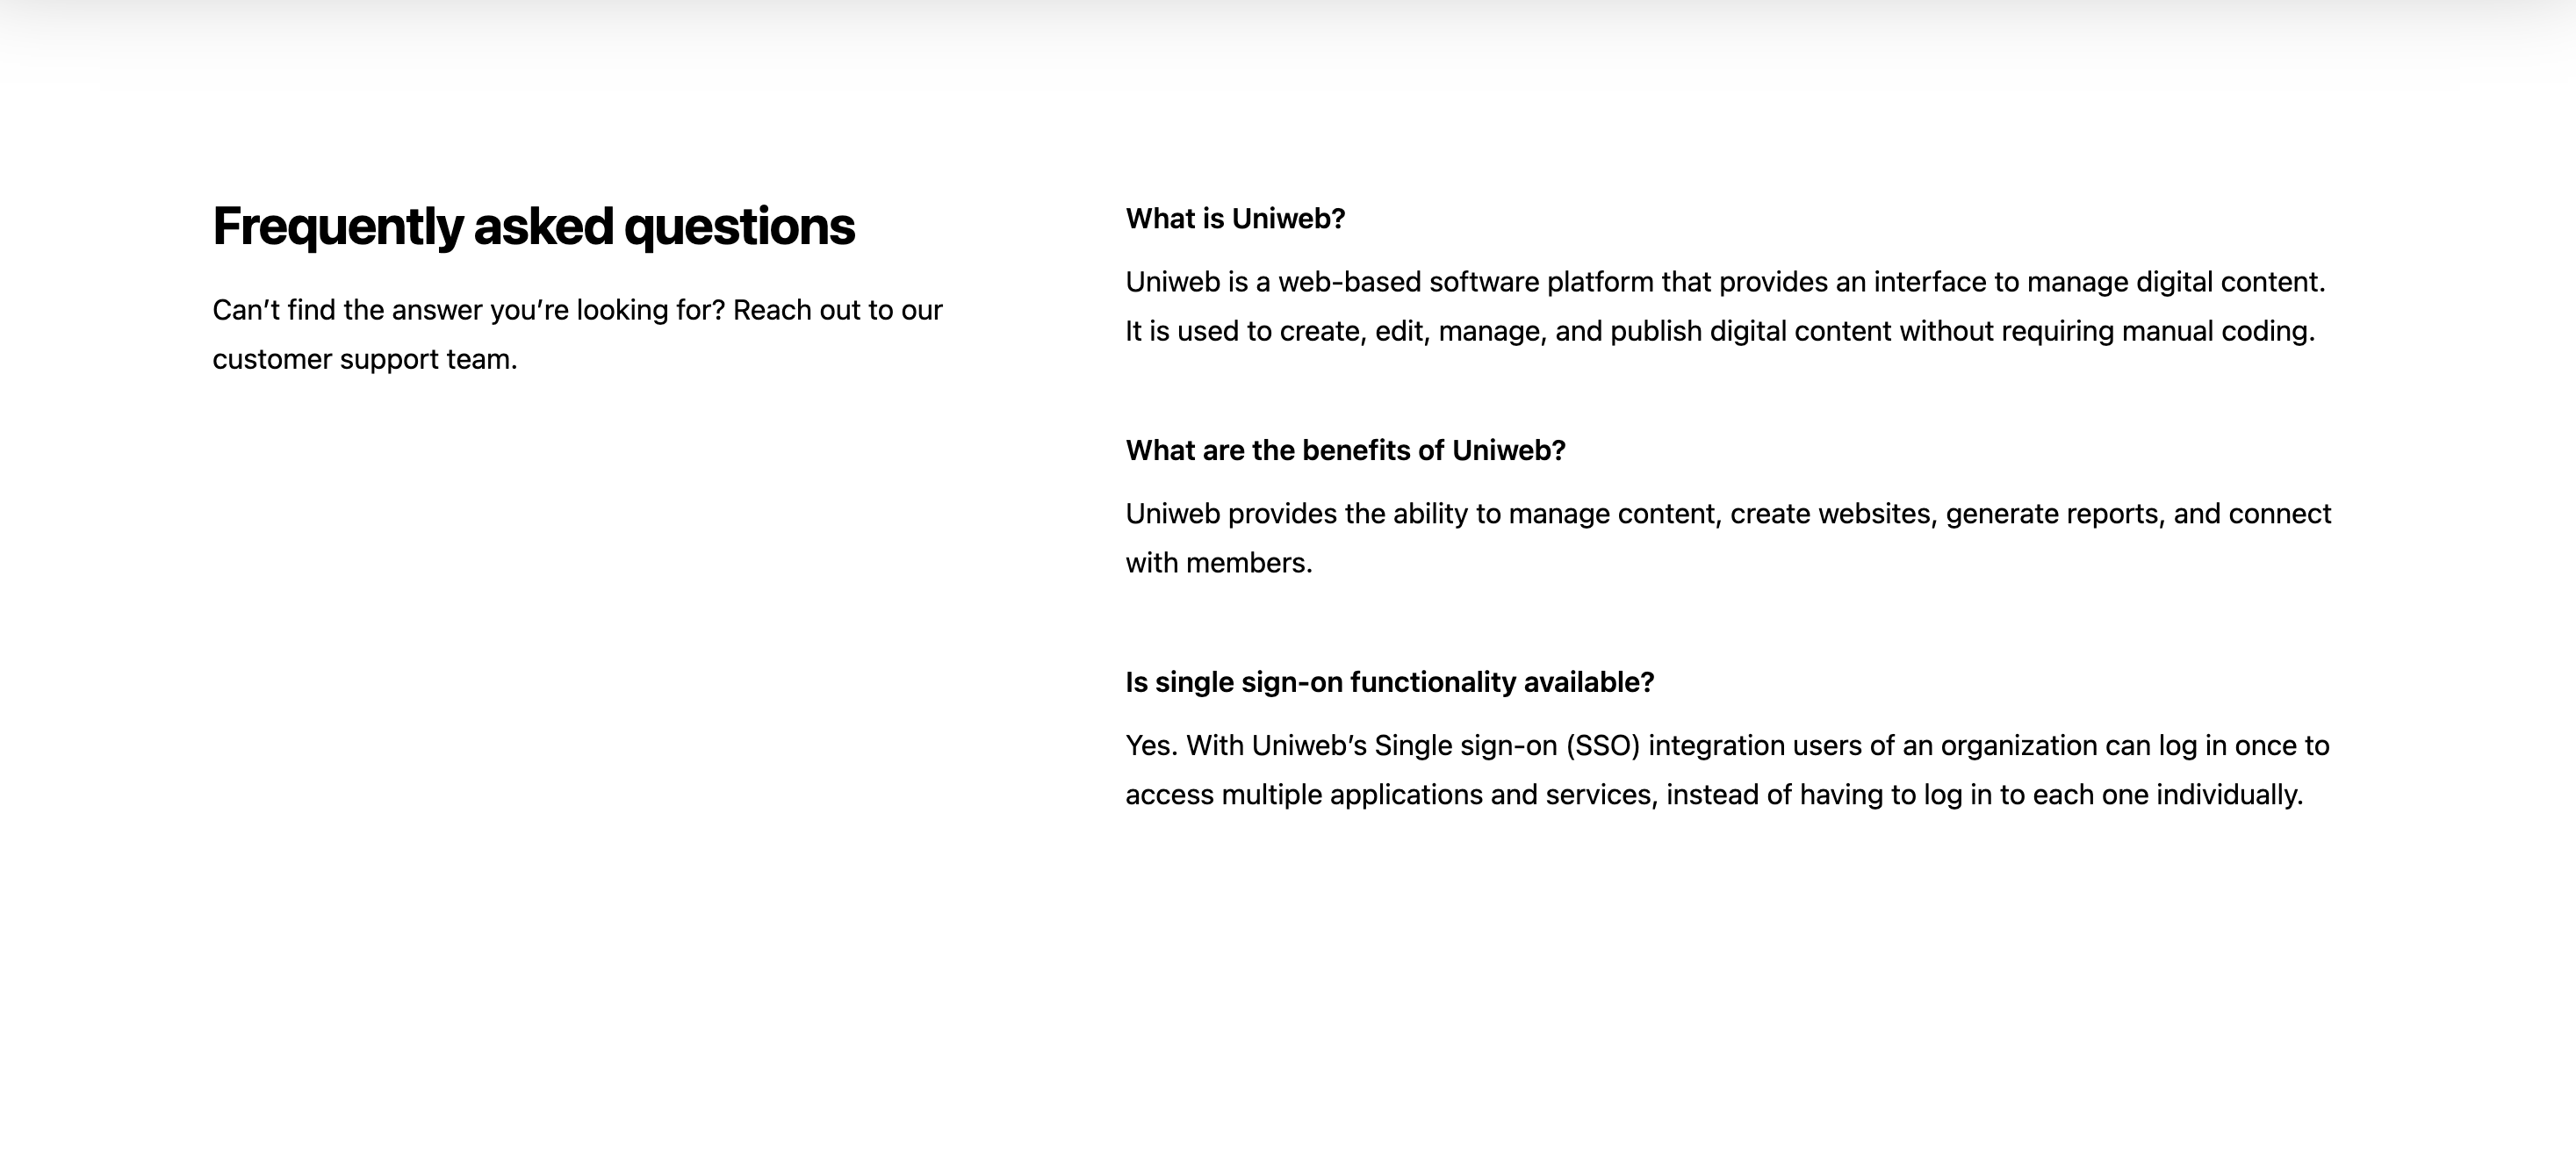 Frequently asked questions
Can’t find the answer you’re looking for? Reach out to our
customer support team.
What is Uniweb?
Uniweb is a web-based software platform that provides an interface to manage digital content.
It is used to create, edit, manage, and publish digital content without requiring manual coding.
What are the benefits of Uniweb?
Uniweb provides the ability to manage content, create websites, generate reports, and connect
with members.
Is single sign-on functionality available?
Yes. With Uniweb’s Single sign-on (SSO) integration users of an organization can log in once to
access multiple applications and services, instead of having to log in to each one individually.